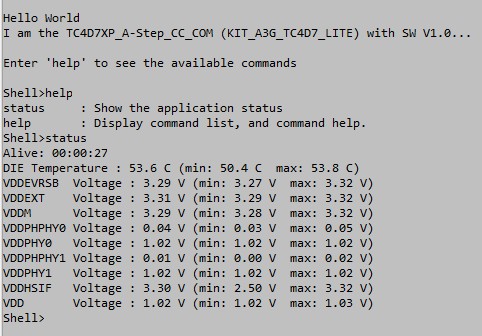 Hello World
I am the TC4D7XP_A-Step_CC_COM (KIT_A3G_TC4D7_LITE) with SW V1.0...
Enter 'help' to see the available commands
Shell>help
status     : Show the application status
help       : Display command list, and command help.
Shell>status
Alive: 00:00:27
DIE Temperature : 53.6 C (min: 50.4 C  max: 53.8 C)
VDDEVRSB  Voltage : 3.29 V (min: 3.27 V  max: 3.32 V)
VDDEXT    Voltage : 3.31 V (min: 3.29 V  max: 3.32 V)
VDDM      Voltage : 3.29 V (min: 3.28 V  max: 3.32 V)
VDDPHPHY0 Voltage : 0.04 V (min: 0.03 V  max: 0.05 V)
VDDPHY0   Voltage : 1.02 V (min: 1.02 V  max: 1.02 V)
VDDPHPHY1 Voltage : 0.01 V (min: 0.00 V  max: 0.02 V)
VDDPHY1   Voltage : 1.02 V (min: 1.02 V  max: 1.02 V)
VDDHSIF   Voltage : 3.30 V (min: 2.50 V  max: 3.32 V)
VDD       Voltage : 1.02 V (min: 1.02 V  max: 1.03 V)
Shell>